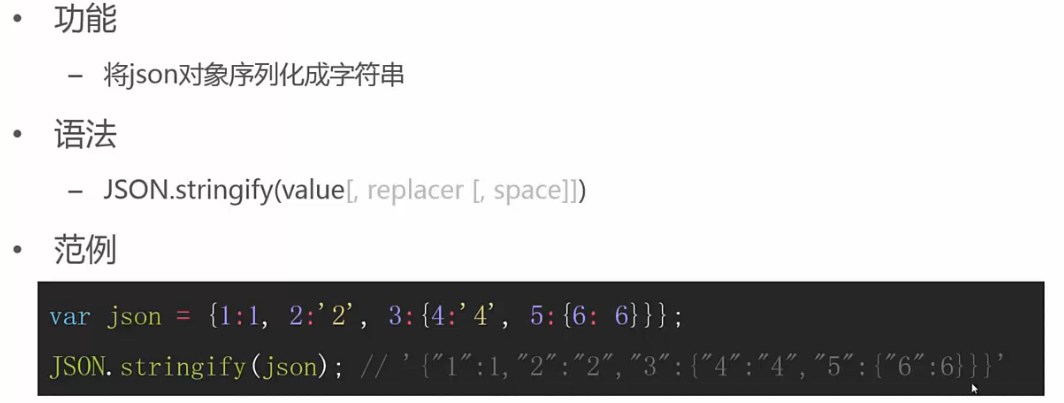 • 功能
– 将json对象序列化成字符串
• 语法
– JSON.stringify(value[, replacer [, space]])
• 范例
var json = {1:1, 2:'2', 3:{4:'4', 5:{6: 6}}};
JSON.stringify(json); // '{"1":1,"2":"2","3":{"4":"4","5":{"6":6}}}'